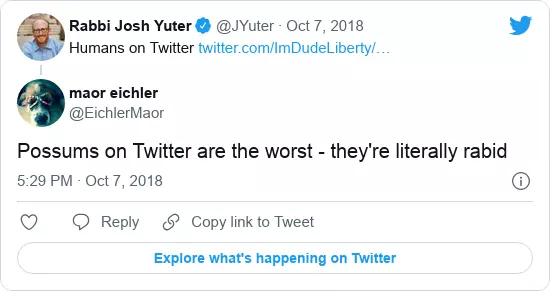 Rabbi Josh Yuter @JYuter · Oct 7, 2018
Humans on Twitter twitter.com/ImDudeLiberty/…
maor eichler
@EichlerMaor
Possums on Twitter are the worst - they're literally rabid
5:29 PM · Oct 7, 2018
Reply Copy link to Tweet
Explore what's happening on Twitter